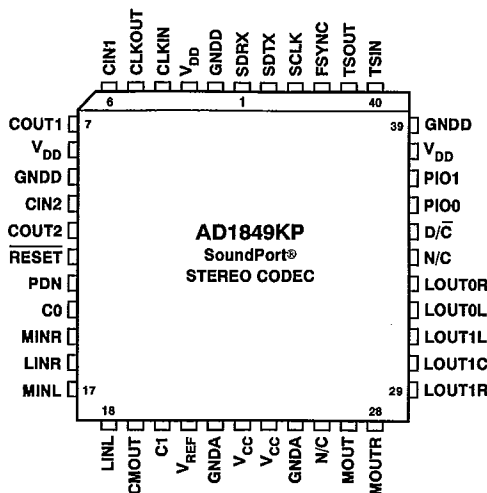 CIN1
CLKOUT
CLKIN
VDD
GNDD
SDRX
SDTX
SCLK
FSYNC
TSOUT
TSIN
6
1
40
COUT1
7
39
GNDD
VDD
VDD
GNDD
PIO1
CIN2
PIO0
COUT2
AD1849KP
D/C̅
R̅E̅S̅E̅T̅
SoundPort®
N/C
PDN
STEREO CODEC
LOUT0R
C0
LOUT0L
MINR
LOUT1L
LINR
LOUT1C
MINL
17
29
LOUT1R
18
28
LINL
CMOUT
C1
VREF
GNDA
VCC
VCC
GNDA
N/C
MOUT
MOUTR